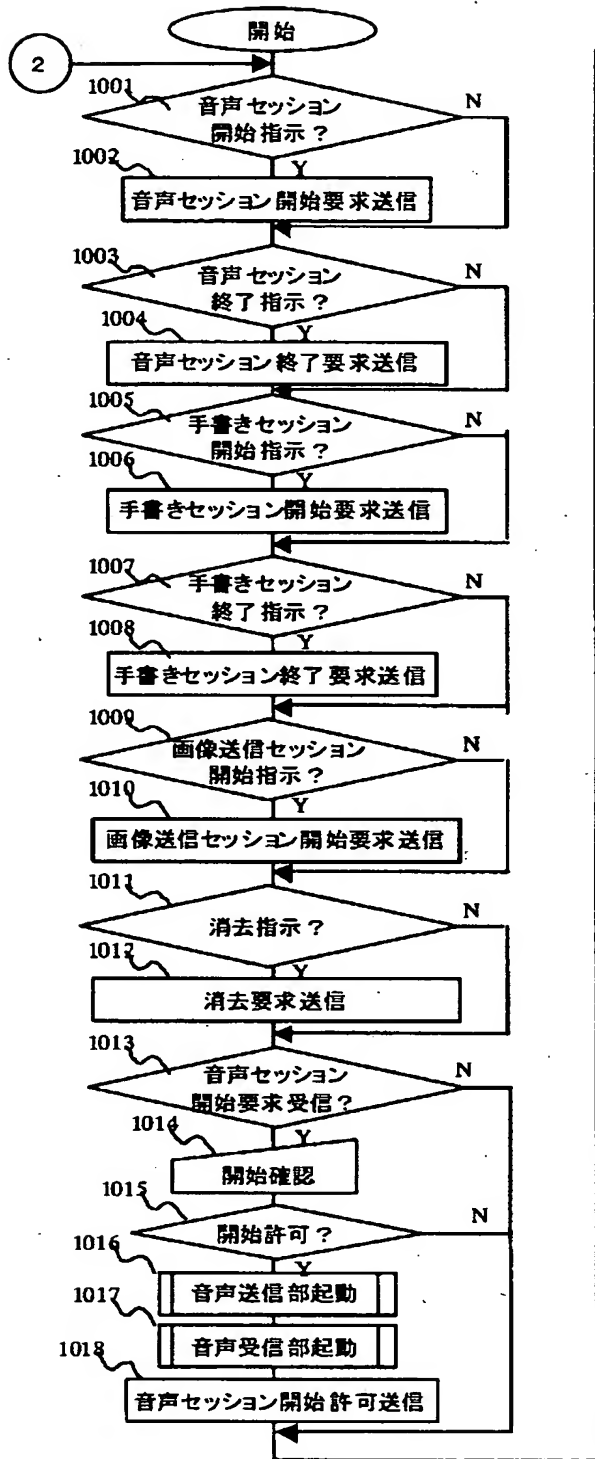 開始
2
1001
音声セッション
開始指示？
N
Y
1002
音声セッション開始要求送信
1003
音声セッション
終了指示？
N
Y
1004
音声セッション終了要求送信
1005
手書きセッション
開始指示？
N
Y
1006
手書きセッション開始要求送信
1007
手書きセッション
終了指示？
N
Y
1008
手書きセッション終了要求送信
1009
画像送信セッション
開始指示？
N
Y
1010
画像送信セッション開始要求送信
1011
消去指示？
N
Y
1012
消去要求送信
1013
音声セッション
開始要求受信？
N
Y
1014
開始確認
1015
開始許可？
N
Y
1016
音声送信部起動
1017
音声受信部起動
1018
音声セッション開始許可送信